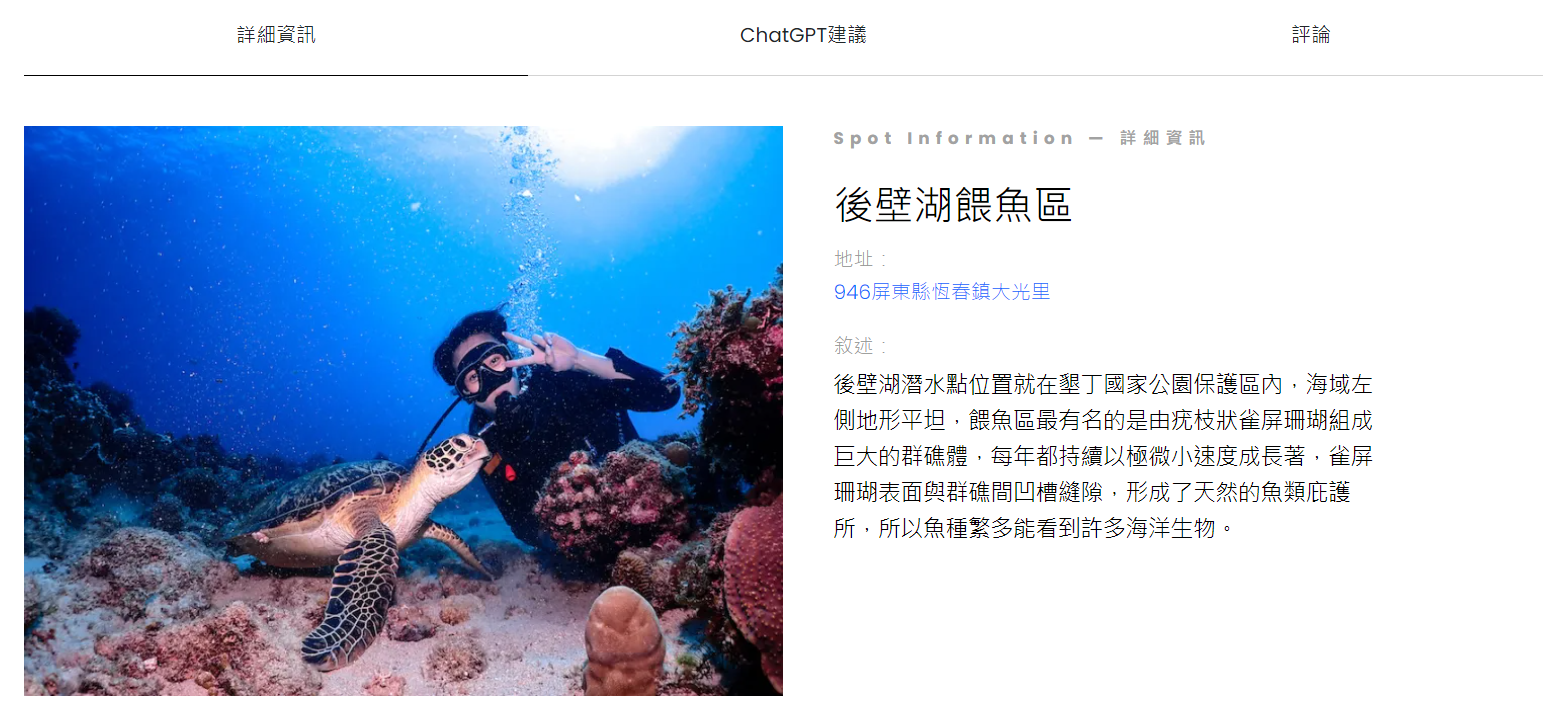 詳細資訊
ChatGPT建議
評論
Spot Information — 詳細資訊
後壁湖餵魚區
地址 :
946屏東縣恆春鎮大光里
敘述 :
後壁湖潛水點位置就在墾丁國家公園保護區內，海域左
側地形平坦，餵魚區最有名的是由疣枝狀雀屏珊瑚組成
巨大的群礁體，每年都持續以極微小速度成長著，雀屏
珊瑚表面與群礁間凹槽縫隙，形成了天然的魚類庇護
所，所以魚種繁多能看到許多海洋生物。